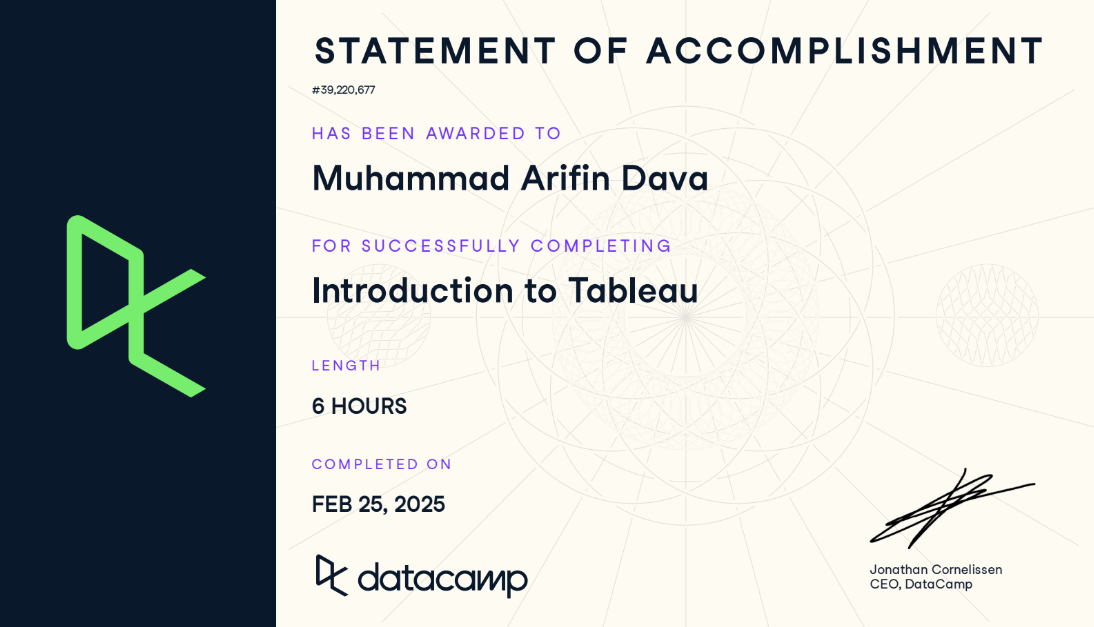 STATEMENT OF ACCOMPLISHMENT
#39,220,677
HAS BEEN AWARDED TO
Muhammad Arifin Dava
FOR SUCCESSFULLY COMPLETING
Introduction to Tableau
LENGTH
6 HOURS
COMPLETED ON
FEB 25, 2025
datacamp
Jonathan Cornelissen
CEO, DataCamp